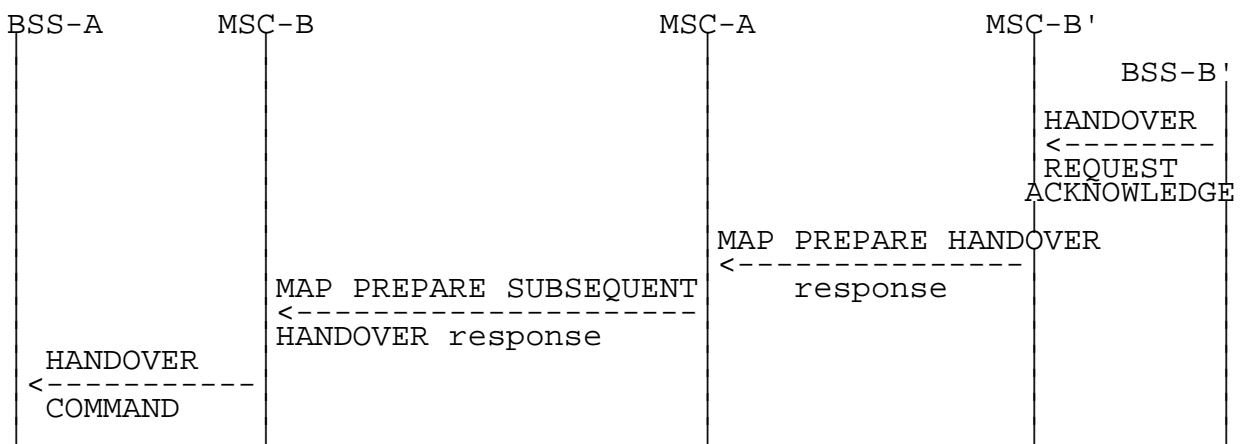 BSS-A MSC-B MSC-A MSC-B'
BSS-B'
HANDOVER
<--------
REQUEST
ACKNOWLEDGE
MAP PREPARE HANDOVER
<---------------
response
MAP PREPARE SUBSEQUENT
<---------------------
HANDOVER response
HANDOVER
<-----------
COMMAND